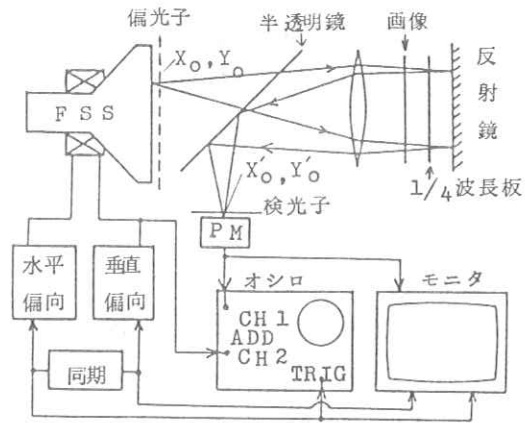 偏光子
半透明鏡
画像
X₀, Y₀
反射鏡
FSS
X'₀, Y'₀
1/4波長板
検光子
PM
水平偏向
垂直偏向
オシロ
モニタ
CH1
ADD
CH2
TRIG
同期